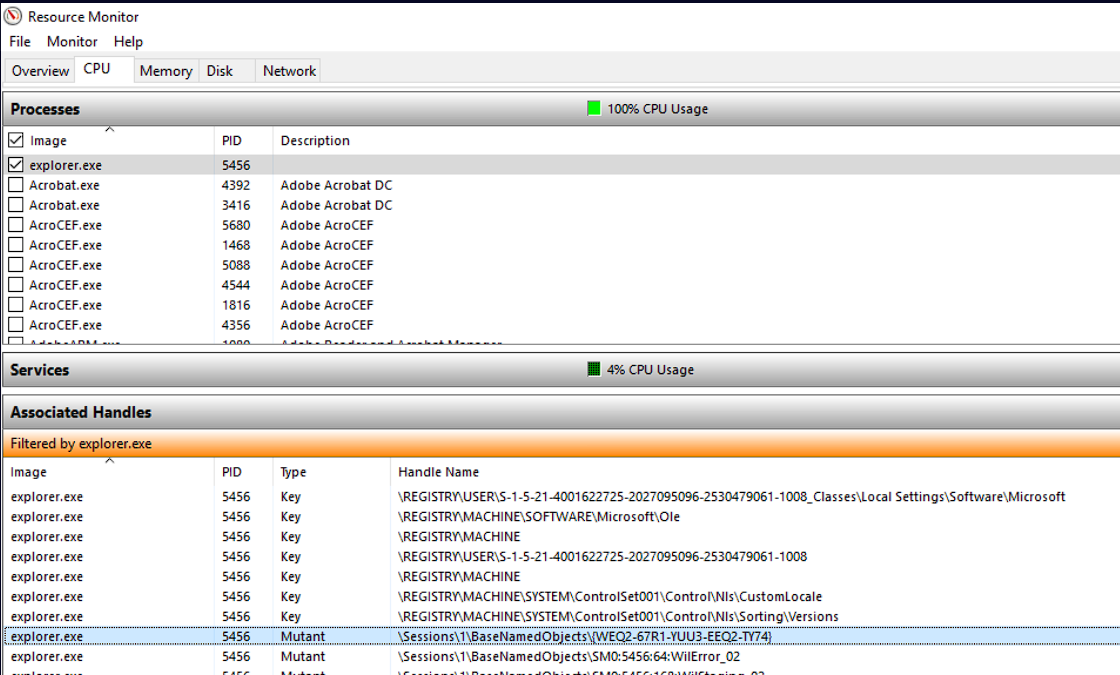 Resource Monitor
File Monitor Help
Overview CPU Memory Disk Network
Processes 100% CPU Usage
Image PID Description
explorer.exe 5456
Acrobat.exe 4392 Adobe Acrobat DC
Acrobat.exe 3416 Adobe Acrobat DC
AcroCEF.exe 5680 Adobe AcroCEF
AcroCEF.exe 1468 Adobe AcroCEF
AcroCEF.exe 5088 Adobe AcroCEF
AcroCEF.exe 4544 Adobe AcroCEF
AcroCEF.exe 1816 Adobe AcroCEF
AcroCEF.exe 4356 Adobe AcroCEF
Services 4% CPU Usage
Associated Handles
Filtered by explorer.exe
Image PID Type Handle Name
explorer.exe 5456 Key \REGISTRY\USER\S-1-5-21-4001622725-2027095096-2530479061-1008_Classes\Local Settings\Software\Microsoft
explorer.exe 5456 Key \REGISTRY\MACHINE\SOFTWARE\Microsoft\Ole
explorer.exe 5456 Key \REGISTRY\MACHINE
explorer.exe 5456 Key \REGISTRY\USER\S-1-5-21-4001622725-2027095096-2530479061-1008
explorer.exe 5456 Key \REGISTRY\MACHINE
explorer.exe 5456 Key \REGISTRY\MACHINE\SYSTEM\ControlSet001\Control\Nls\CustomLocale
explorer.exe 5456 Key \REGISTRY\MACHINE\SYSTEM\ControlSet001\Control\Nls\Sorting\Versions
explorer.exe 5456 Mutant \Sessions\1\BaseNamedObjects\{WEQ2-67R1-YUU3-EEQ2-TY74}
explorer.exe 5456 Mutant \Sessions\1\BaseNamedObjects\SM0:5456:64:WilError_02